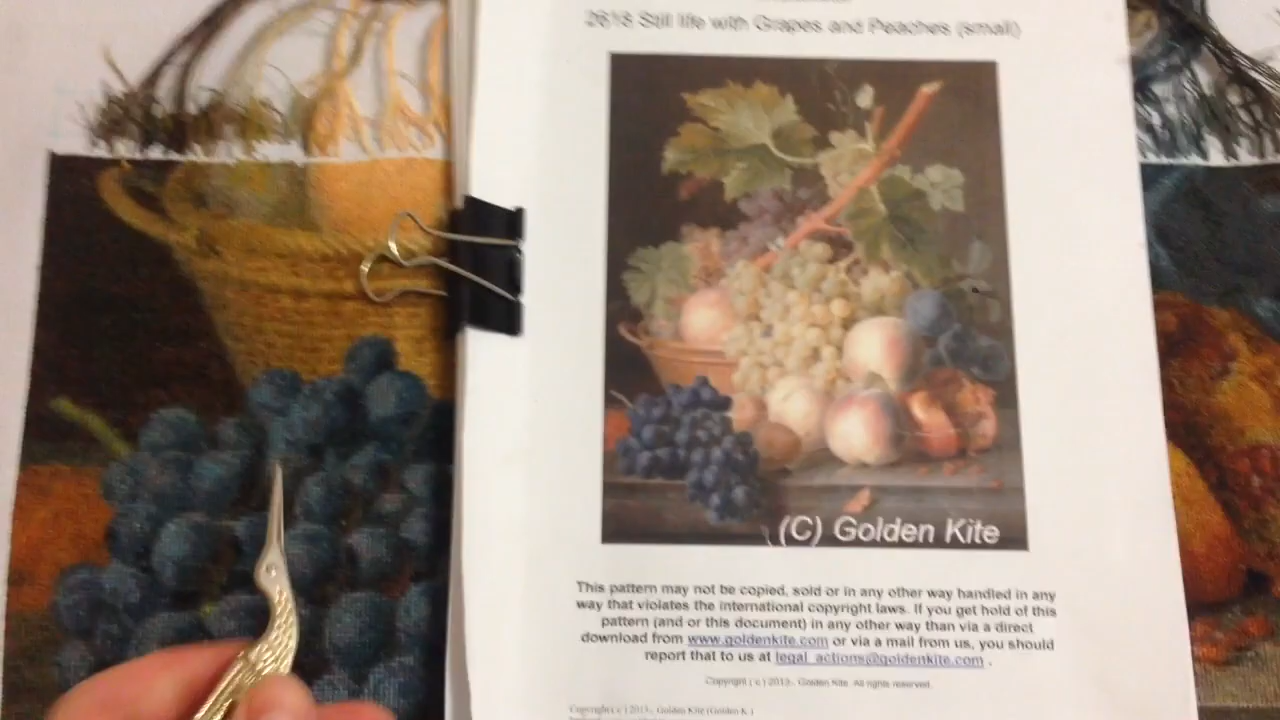 2618 Still life with Grapes and Peaches (small)
(C) Golden Kite
This pattern may not be copied, sold or in any other way handled in any
way that violates the international copyright laws. If you get hold of this
pattern (and or this document) in any other way than via a direct
download from www.goldenkite.com or via a mail from us, you should
report that to us at legal_actions@goldenkite.com .
Copyright ( c ) 2013.. Golden Kite. All rights reserved.
Copyright ( c ) 2013.. Golden Kite (Golden K.)